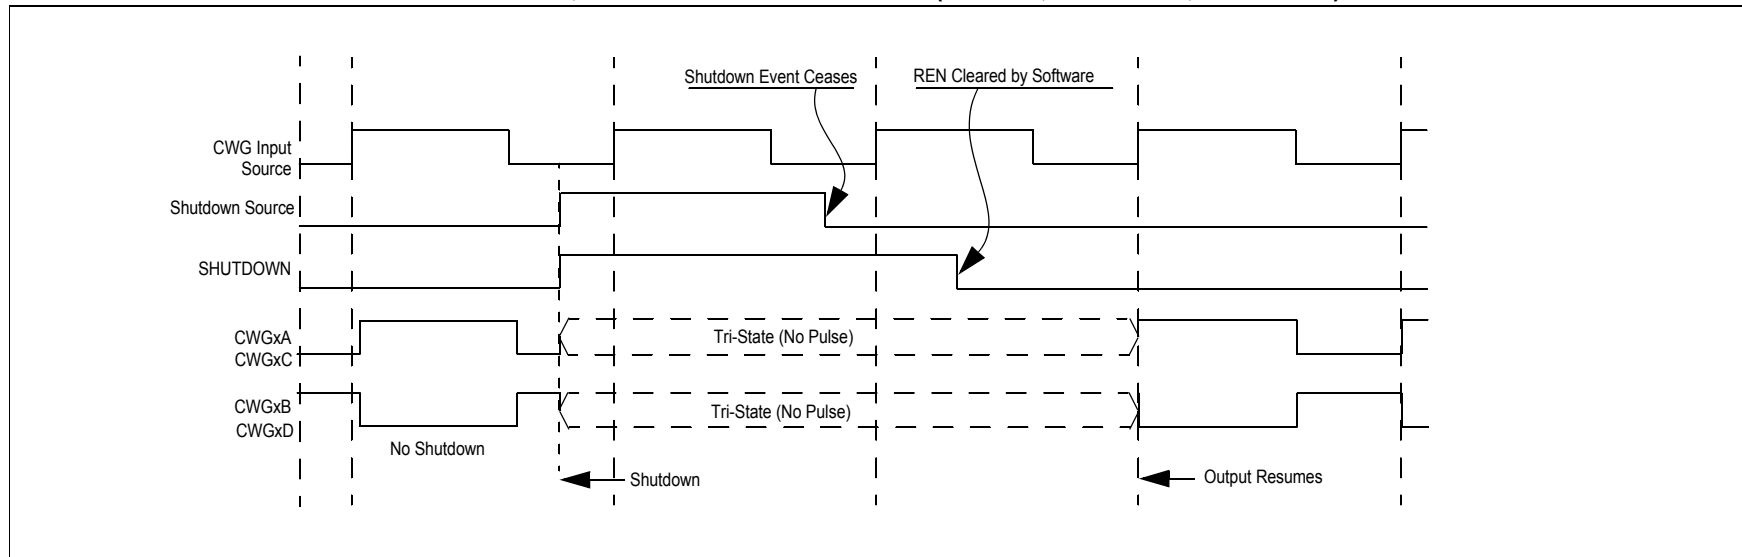 Shutdown Event Ceases
REN Cleared by Software
CWG Input
Source
Shutdown Source
SHUTDOWN
CWGxA
CWGxC
Tri-State (No Pulse)
CWGxB
CWGxD
Tri-State (No Pulse)
No Shutdown
Shutdown
Output Resumes